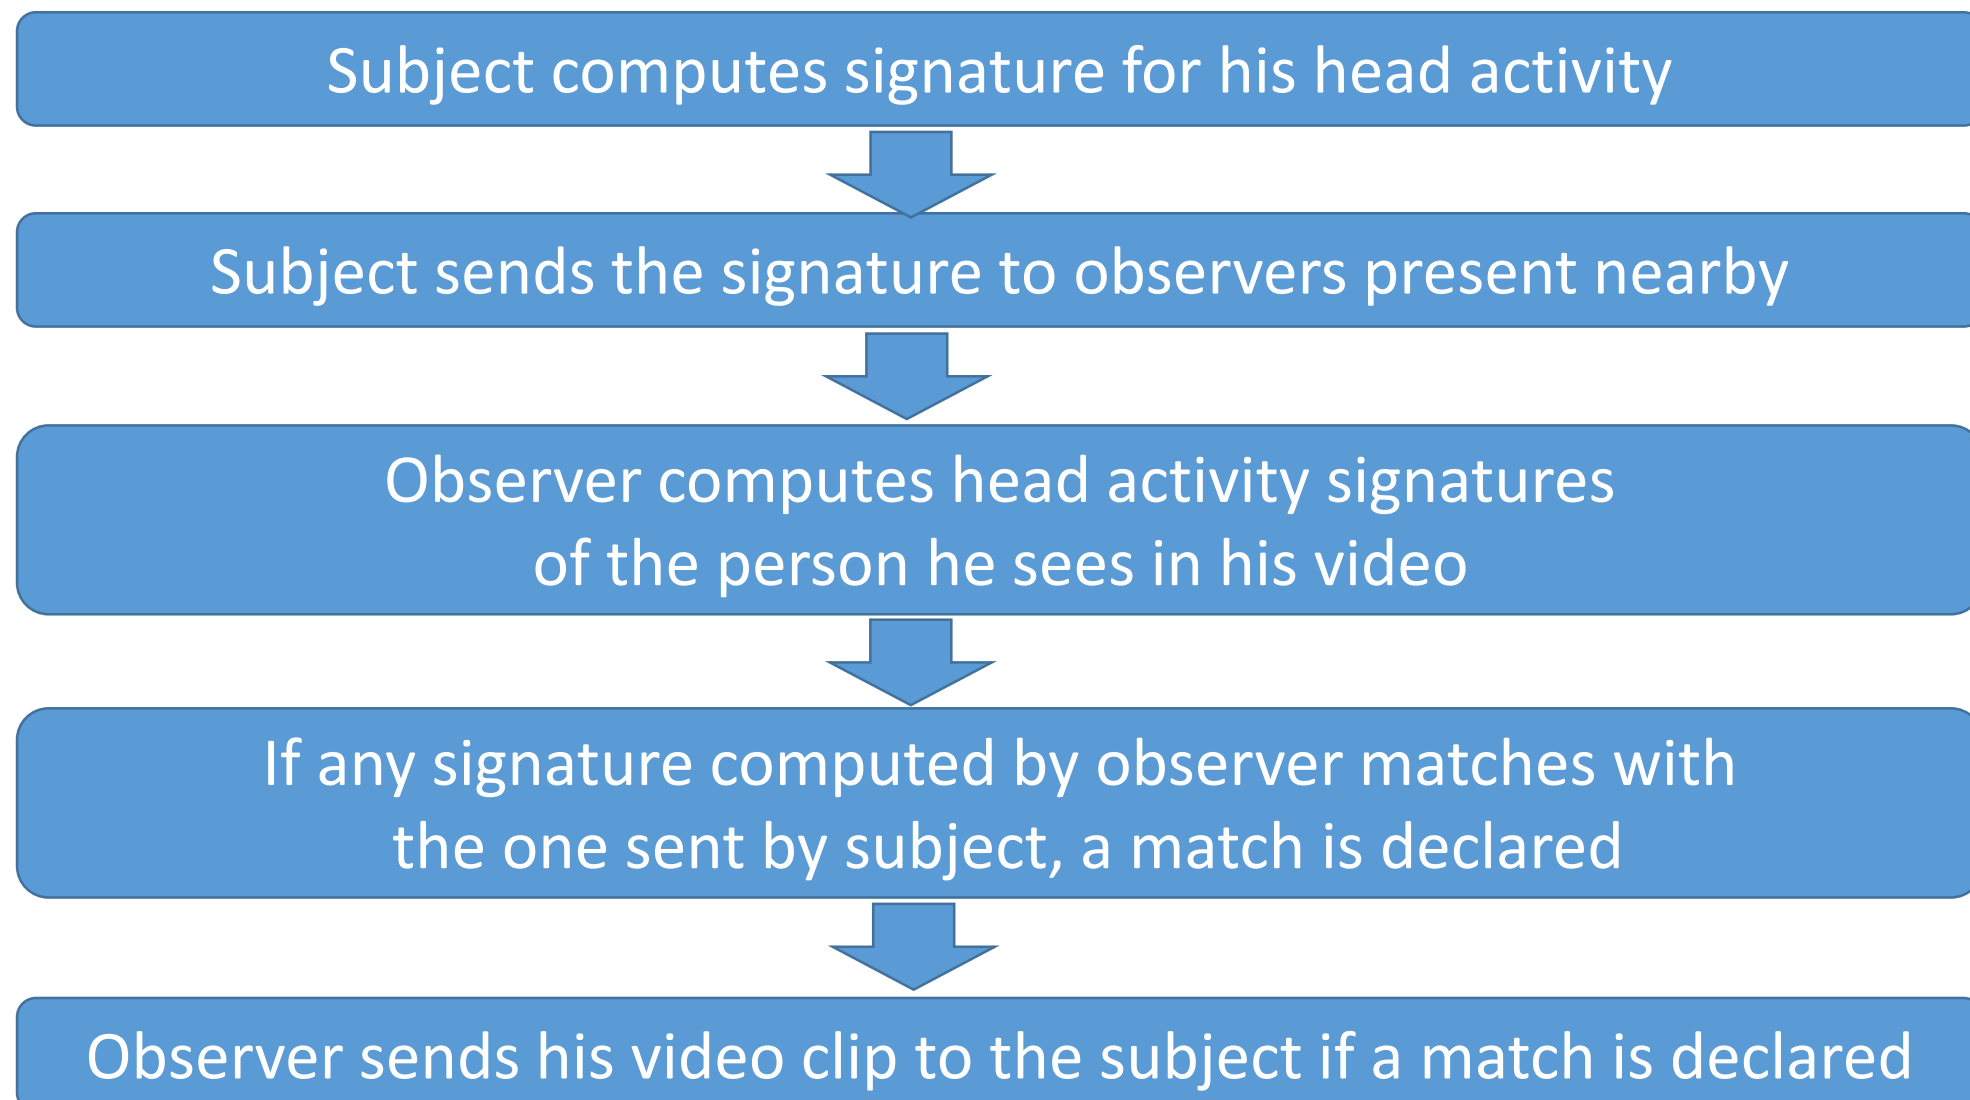 Subject computes signature for his head activity
Subject sends the signature to observers present nearby
Observer computes head activity signatures
of the person he sees in his video
If any signature computed by observer matches with
the one sent by subject, a match is declared
Observer sends his video clip to the subject if a match is declared